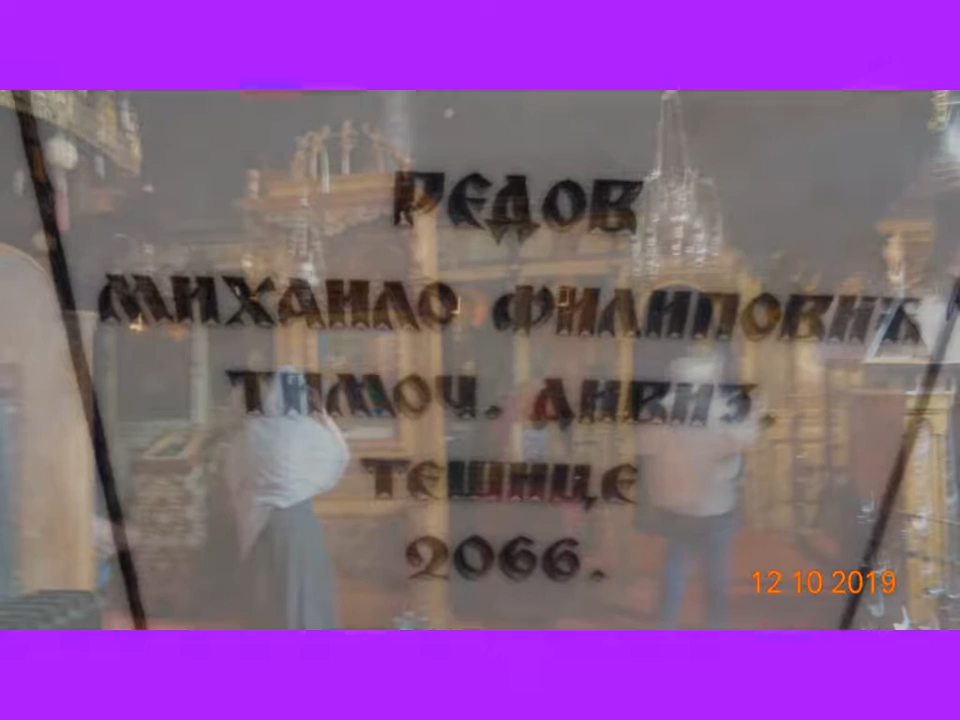 РЕДОВ
МИХАИЛО ФИЛИПОВИЋ
ТИМОЧ. ДИВИЗ.
ТЕШИЦЕ
2066.
12 10 2019